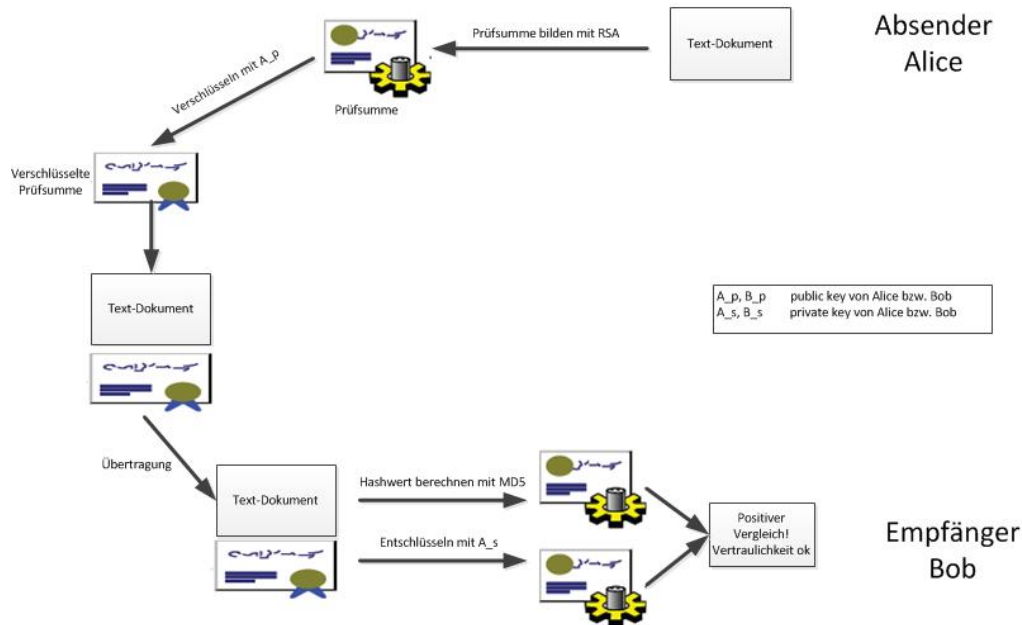 Absender
Alice
Prüfsumme bilden mit RSA
Text-Dokument
Verschlüsseln mit A_p
Prüfsumme
Verschlüsselte
Prüfsumme
Text-Dokument
A_p, B_p public key von Alice bzw. Bob
A_s, B_s private key von Alice bzw. Bob
Übertragung
Text-Dokument
Hashwert berechnen mit MD5
Entschlüsseln mit A_s
Positiver
Vergleich!
Vertraulichkeit ok
Empfänger
Bob